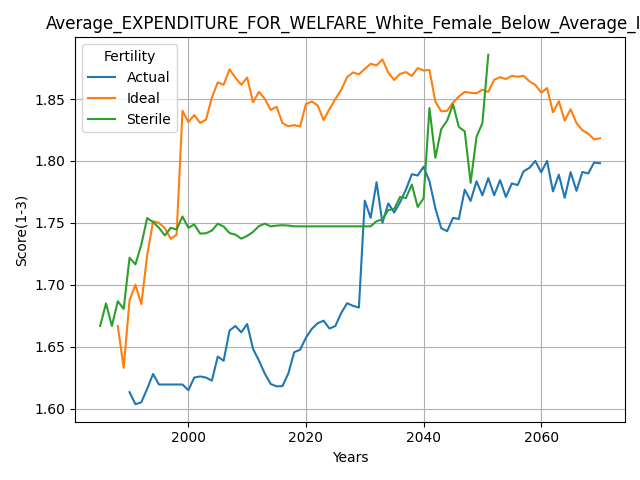 Average_EXPENDITURE_FOR_WELFARE_White_Female_Below_Average_
Fertility
Actual
Ideal
Sterile
Score(1-3)
1.85
1.80
1.75
1.70
1.65
1.60
2000 2020 2040 2060
Years